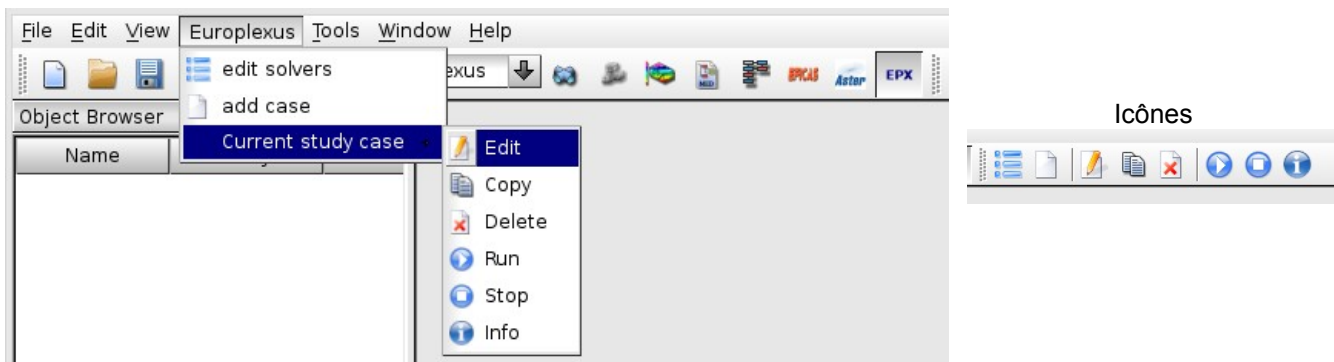 File Edit View Europlexus Tools Window Help
edit solvers
exus EFICAS Aster EPX
add case
Object Browser
Icônes
Current study case
Name
Edit
Copy
Delete
Run
Stop
Info